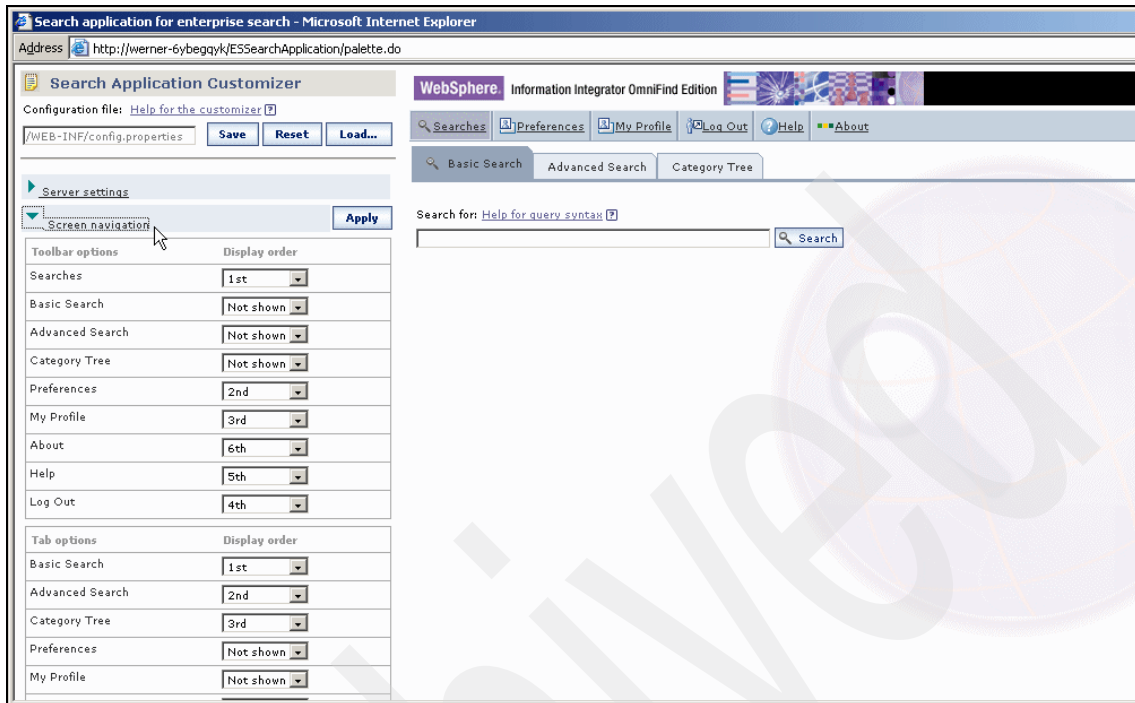 Search application for enterprise search - Microsoft Internet Explorer
Address http://werner-6ybegqyk/ESSearchApplication/palette.do
Search Application Customizer
Configuration file: Help for the customizer ?
/WEB-INF/config.properties Save Reset Load...
Server settings
Screen navigation Apply
Toolbar options Display order
Searches 1st
Basic Search Not shown
Advanced Search Not shown
Category Tree Not shown
Preferences 2nd
My Profile 3rd
About 6th
Help 5th
Log Out 4th
Tab options Display order
Basic Search 1st
Advanced Search 2nd
Category Tree 3rd
Preferences Not shown
My Profile Not shown
WebSphere. Information Integrator OmniFind Edition
Searches Preferences My Profile Log Out Help About
Basic Search Advanced Search Category Tree
Search for: Help for query syntax ?
Search